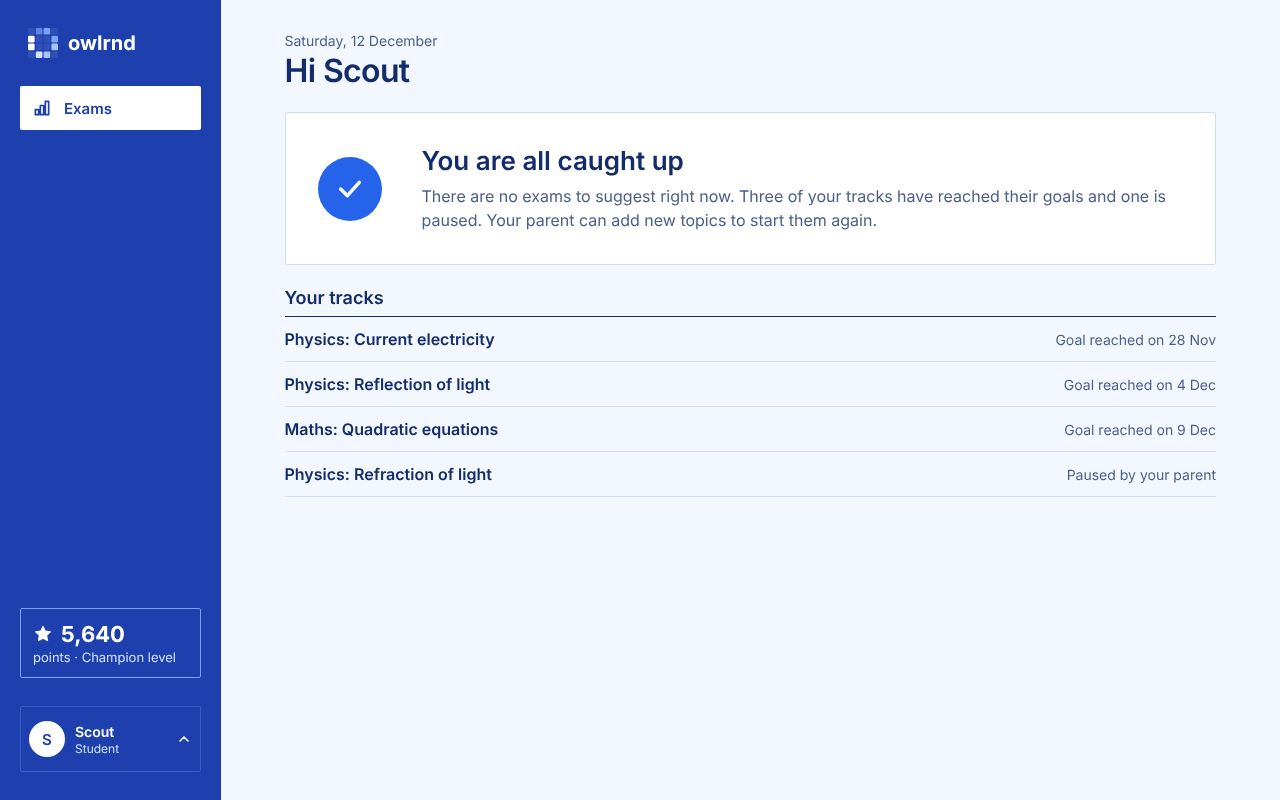 owlrnd
Exams
5,640
points · Champion level
S
Scout
Student
Saturday, 12 December
Hi Scout
You are all caught up
There are no exams to suggest right now. Three of your tracks have reached their goals and one is
paused. Your parent can add new topics to start them again.
Your tracks
Physics: Current electricity
Goal reached on 28 Nov
Physics: Reflection of light
Goal reached on 4 Dec
Maths: Quadratic equations
Goal reached on 9 Dec
Physics: Refraction of light
Paused by your parent